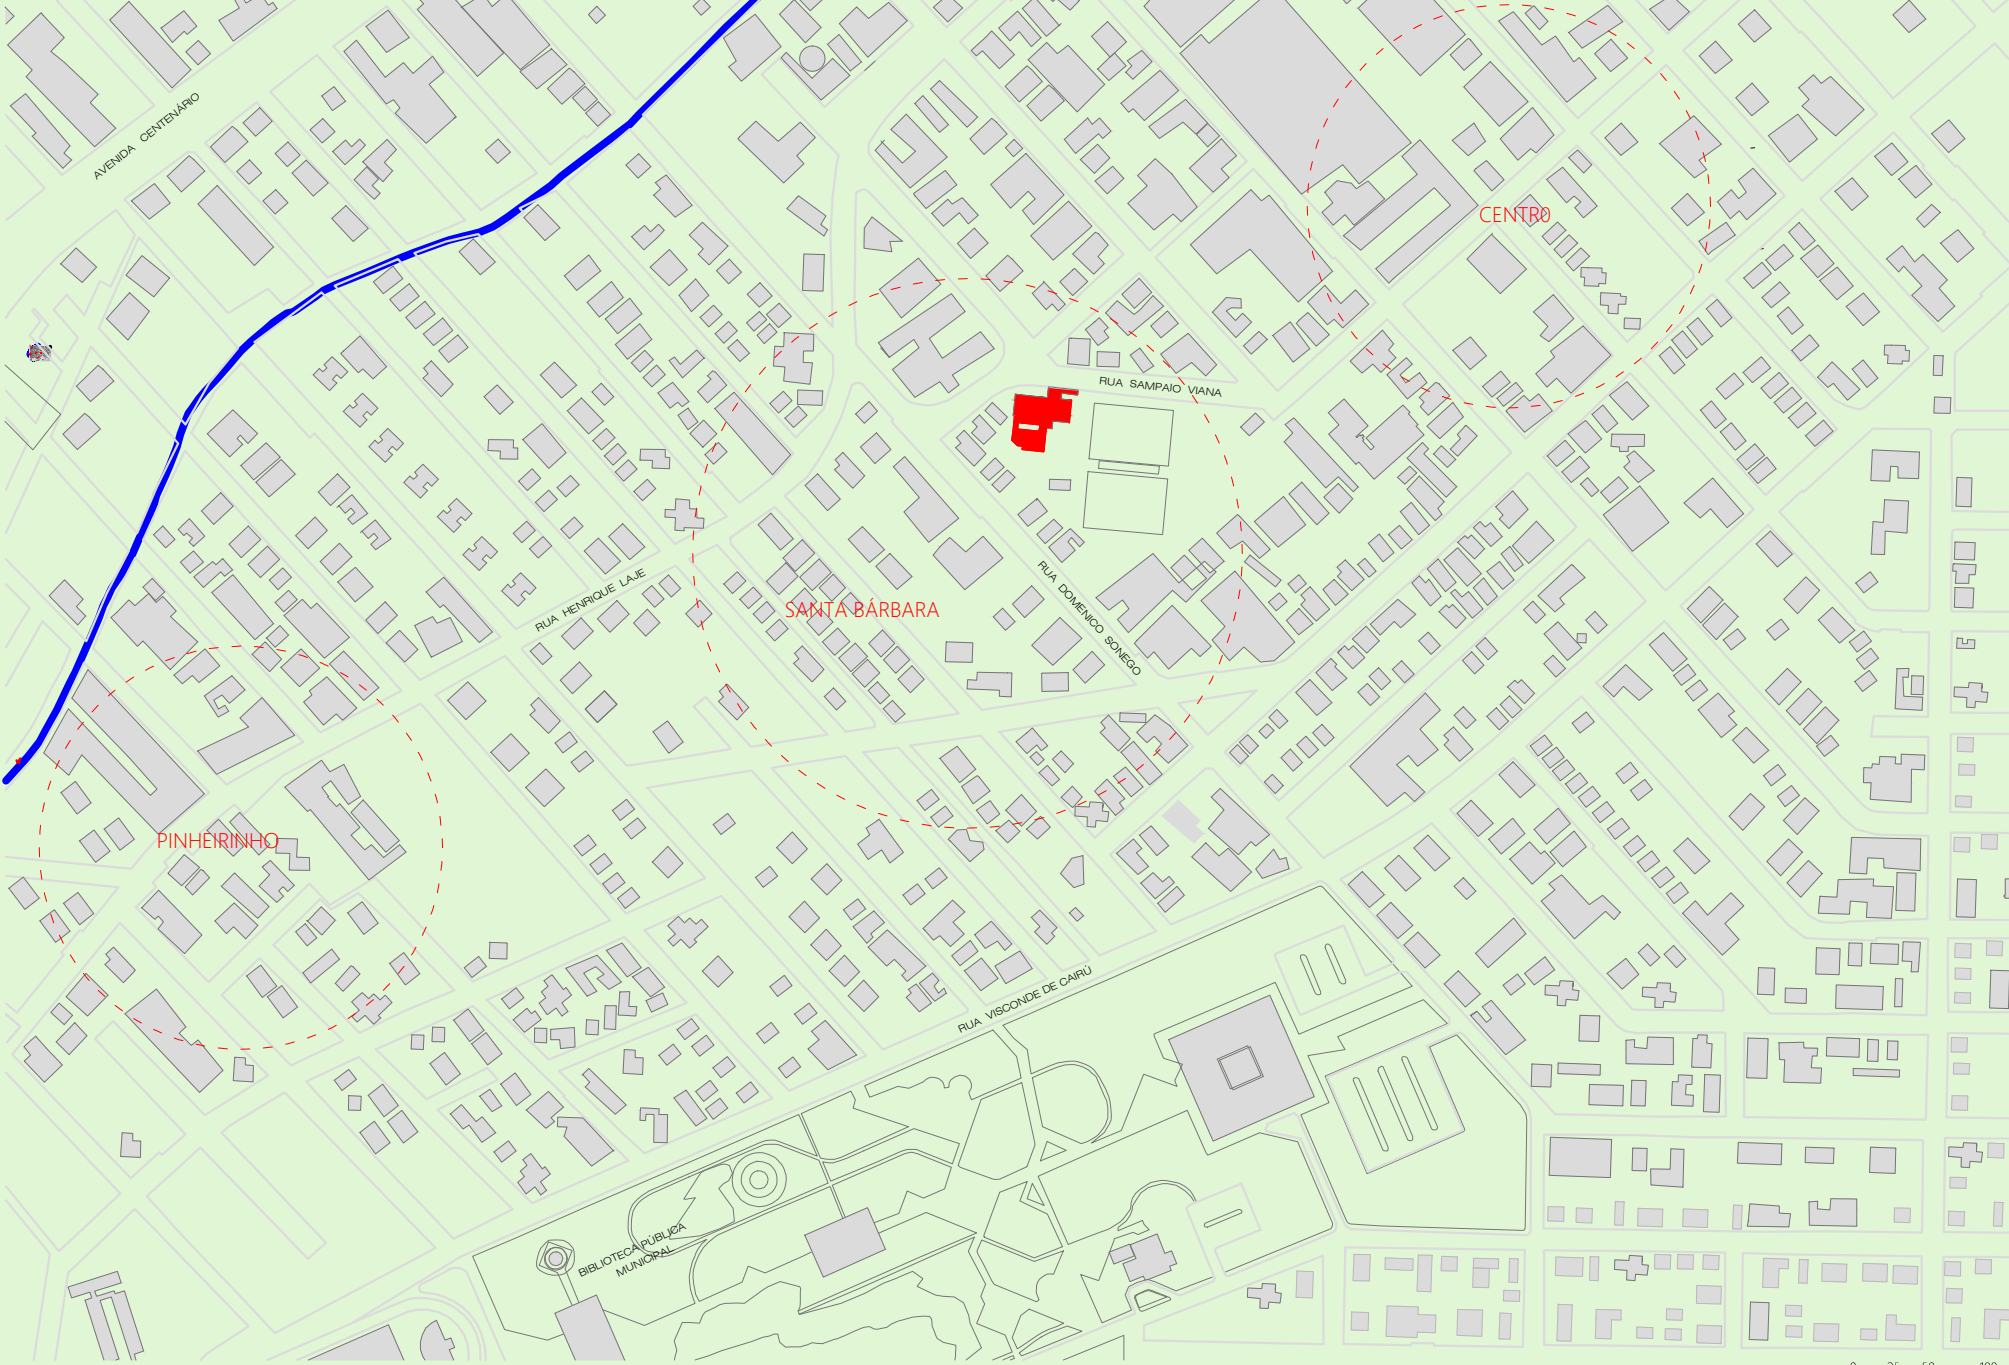 AVENIDA CENTENÁRIO
CENTR0
RUA SAMPAIO VIANA
RUA HENRIQUE LAJE
SANTA BÁRBARA
RUA DOMENICO SONEGO
PINHEIRINHO
RUA VISCONDE DE CAIRÚ
BIBLIOTECA PÚBLICA
MUNICIPAL